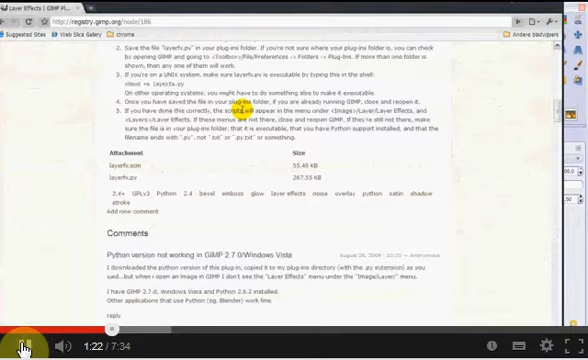 Layer Effects | GIMP Pl
http://registry.gimp.org/node/186
Suggested Sites
Web Slice Gallery
chrome
Andere bladwijzers
2. Save the file layerfx.py in your plug-ins folder. If you're not sure where your plug-ins folder is, you can check
by opening GIMP and going to <Toolbox>/File/Preferences -> Folders -> Plug-Ins. If more than one folder is
shown, then any one of them will work.
3. If you're on a UNIX system, make sure layerfx.py is executable by typing this in the shell:
chmod +x layerfx.py
On other operating systems, you might have to do something else to make it executable.
4. Once you have saved the file in your plug-ins folder, if you are already running GIMP, close and reopen it.
5. If you have done this correctly, the scripts will appear in the menu under <Image>/Layer/Layer Effects, and
<Layers>/Layer Effects. If these menus are not there, close and reopen GIMP. If they're still not there, make
sure the file is in your plug-ins folder, that it is executable, that you have Python support installed, and that the
filename ends with ".py", not ".txt" or ".py.txt" or something.
Attachment Size
layerfx.scm 55.46 KB
layerfx.py 267.55 KB
2.4+ GPLv3 Python 2.4 bevel emboss glow layer-effects noise overlay python satin shadow
stroke
Add new comment
Comments
Python version not working in GIMP 2.7.0/Windows Vista
August 26, 2009 - Anonymous
I downloaded the python version of this plug-in, copied it to my plug-ins directory (with the .py extension) as you
said...but when i open an image in GIMP I don't see the "Layer Effects" menu under the "Image/Layer/" menu.
I have GIMP 2.7.0, Windows Vista and Python 2.6.2 installed.
Other applications that use Python (eg. Blender) work fine.
reply
1:22 / 7:34